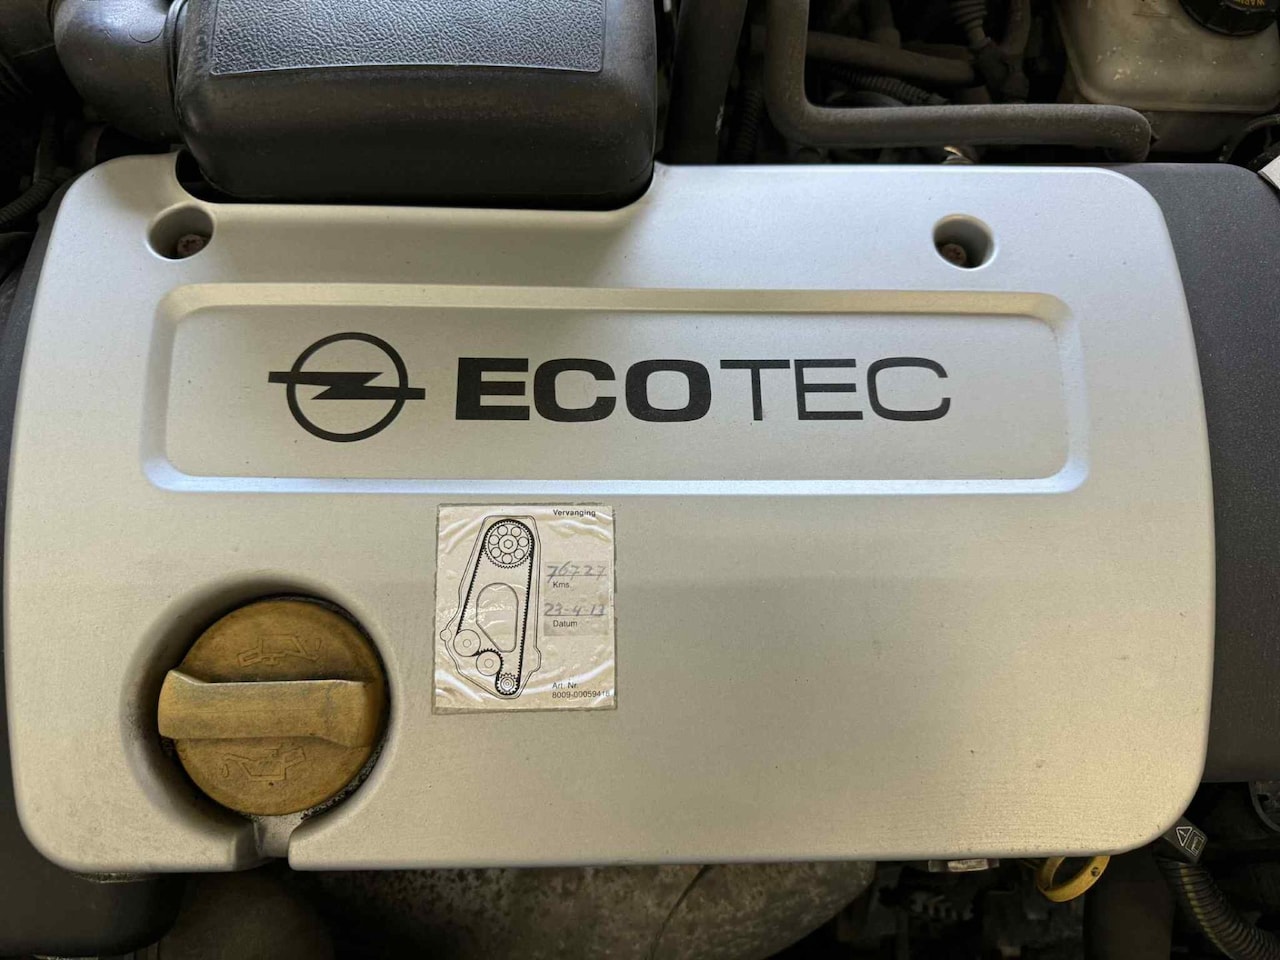 ECOTEC
Vervanging
76727
Kms.
23-4-13
Datum
Art. Nr.
8009-00059418